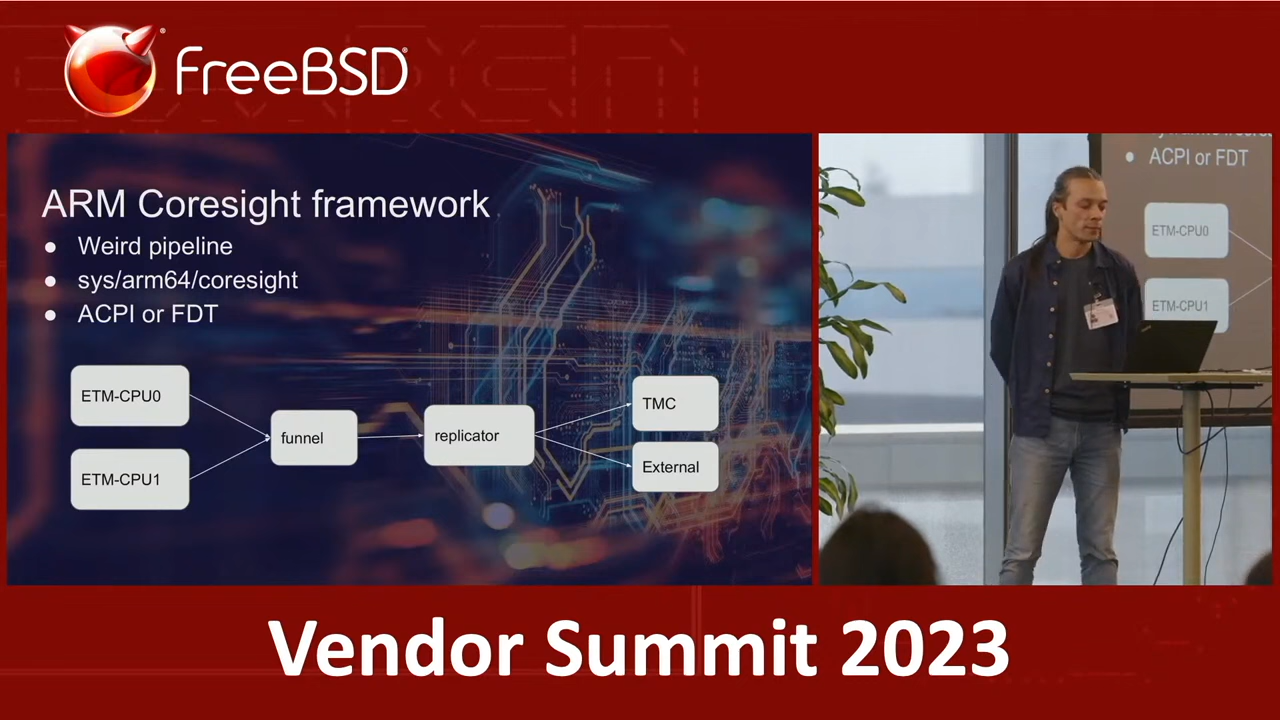 FreeBSD
ARM Coresight framework
● Weird pipeline
● sys/arm64/coresight
● ACPI or FDT
ETM-CPU0
ETM-CPU1
funnel
replicator
TMC
External
● ACPI or FDT
ETM-CPU0
ETM-CPU1
Vendor Summit 2023